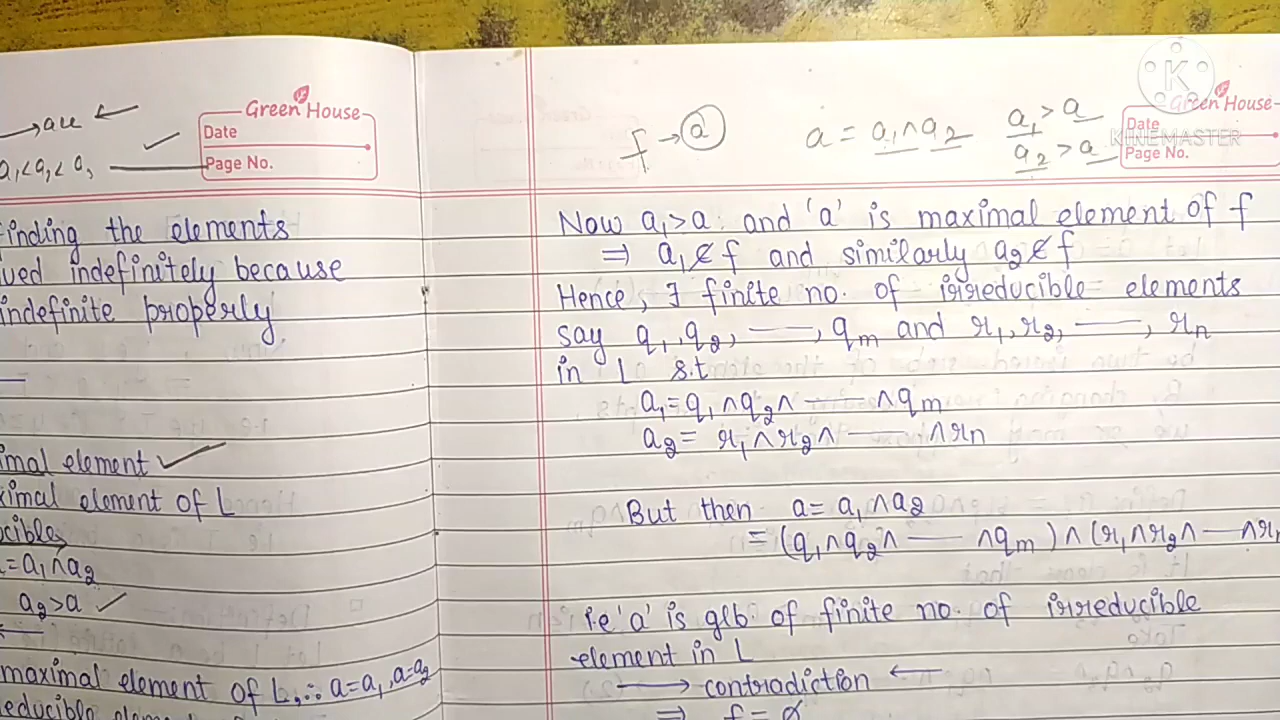 →ace ←
Green House
Date
a₁<a₂<a₃ ———
Page No.
finding the elements
ued indefinitely because
indefinite properly
imal element ✓
ximal element of L
ucibles
=a₁∧a₂
a₂>a ✓
maximal element of L, ∴ a=a₁, a=a₂
educible
K
KINEMASTER
Green House
Date
Page No.
f → a
a = a₁∧a₂
a₁>a
a₂>a
Now a₁>a and 'a' is maximal element of f
⇒ a₁∉f and similarly a₂∉f
Hence, ∃ finite no. of irreducible elements
say q₁,q₂, ——, qm and r₁,r₂, ——, rn
in L s.t
a₁=q₁∧q₂∧ —— ∧qm
a₂= r₁∧r₂∧ —— ∧rn
But then a= a₁∧a₂
= (q₁∧q₂∧ —— ∧qm)∧(r₁∧r₂∧ —— ∧rn
i.e 'a' is glb of finite no. of irreducible
element in L
——→ contradiction ←——
⇒ f= ∅